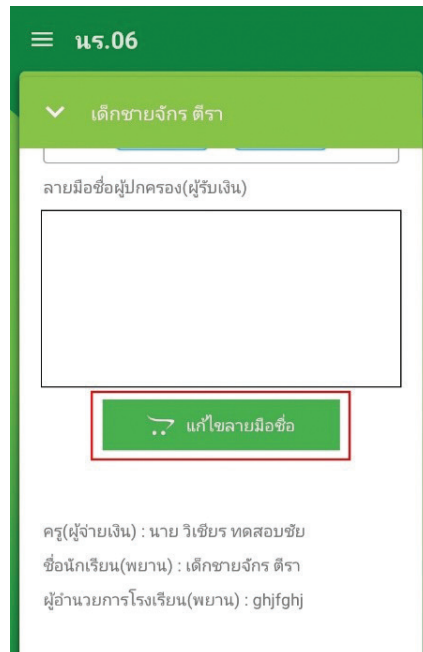 นร.06
เด็กชายจักร ตีรา
ลายมือชื่อผู้ปกครอง(ผู้รับเงิน)
แก้ไขลายมือชื่อ
ครู(ผู้จ่ายเงิน) : นาย วิเชียร ทดสอบชัย
ชื่อนักเรียน(พยาน) : เด็กชายจักร ตีรา
ผู้อำนวยการโรงเรียน(พยาน) : ghjfghj